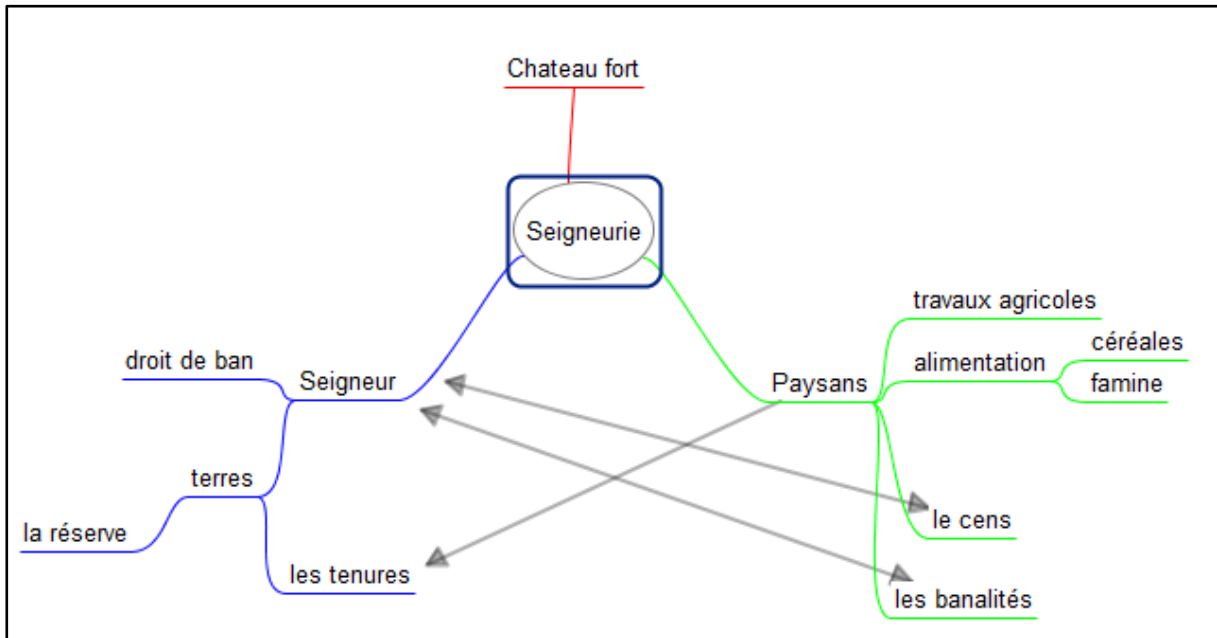 Chateau fort
Seigneurie
droit de ban
Seigneur
terres
la réserve
les tenures
Paysans
travaux agricoles
alimentation
céréales
famine
le cens
les banalités